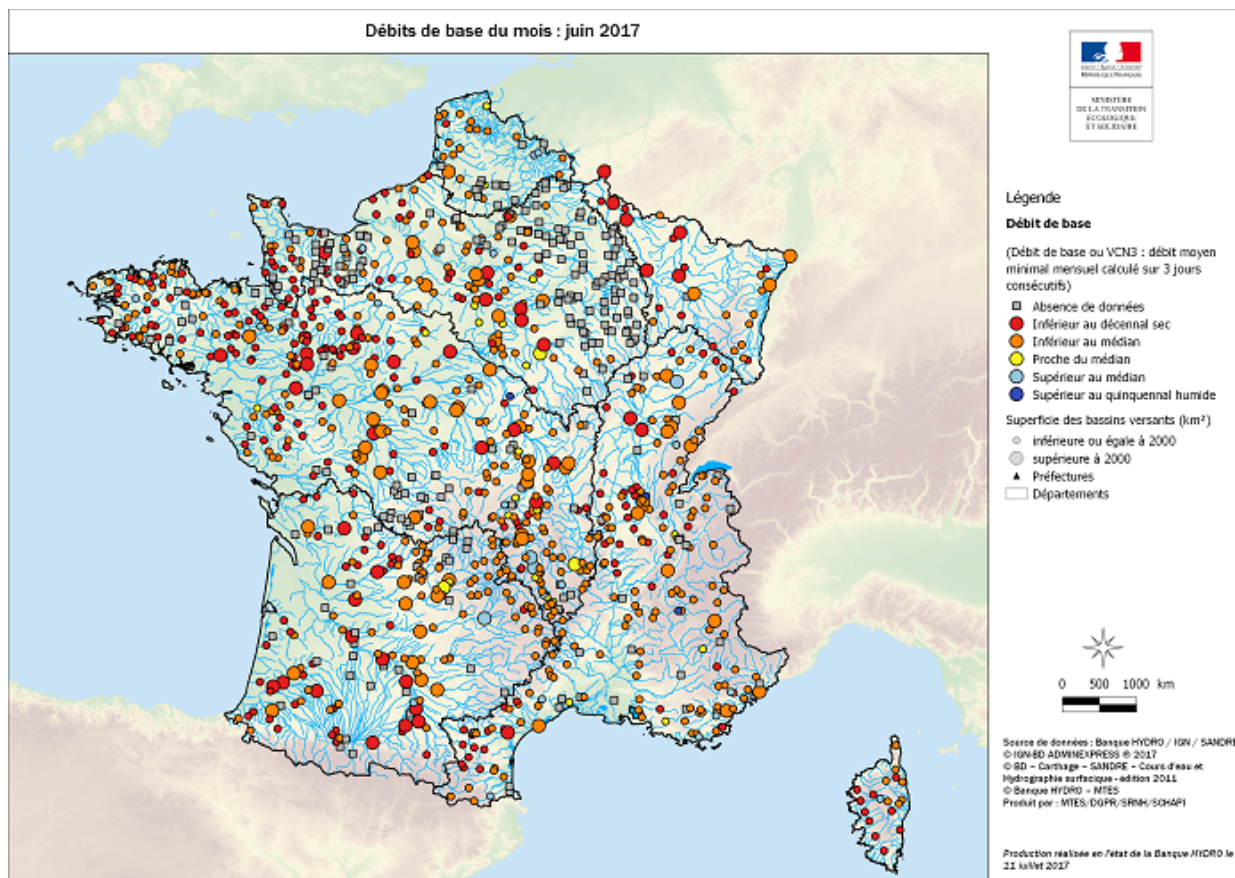 Débits de base du mois : juin 2017
RÉPUBLIQUE FRANÇAISE
MINISTÈRE
DE LA TRANSITION
ÉCOLOGIQUE
ET SOLIDAIRE
Légende
Débit de base
(Débit de base ou VCN3 : débit moyen
minimal mensuel calculé sur 3 jours
consécutifs)
Absence de données
Inférieur au décennal sec
Inférieur au médian
Proche du médian
Supérieur au médian
Supérieur au quinquennal humide
Superficie des bassins versants (km²)
inférieure ou égale à 2000
supérieure à 2000
Préfectures
Départements
0 500 1000 km
Source de données : Banque HYDRO / IGN / SANDRE
© IGN-BD ADMINEXPRESS ® 2017
© BD – Carthage – SANDRE – Cours d'eau et
Hydrographie surfacique - édition 2011
© Banque HYDRO – MTES
Produit par : MTES/DGPR/SRNH/SCHAPI
Production réalisée en l'état de la Banque HYDRO le
11 juillet 2017